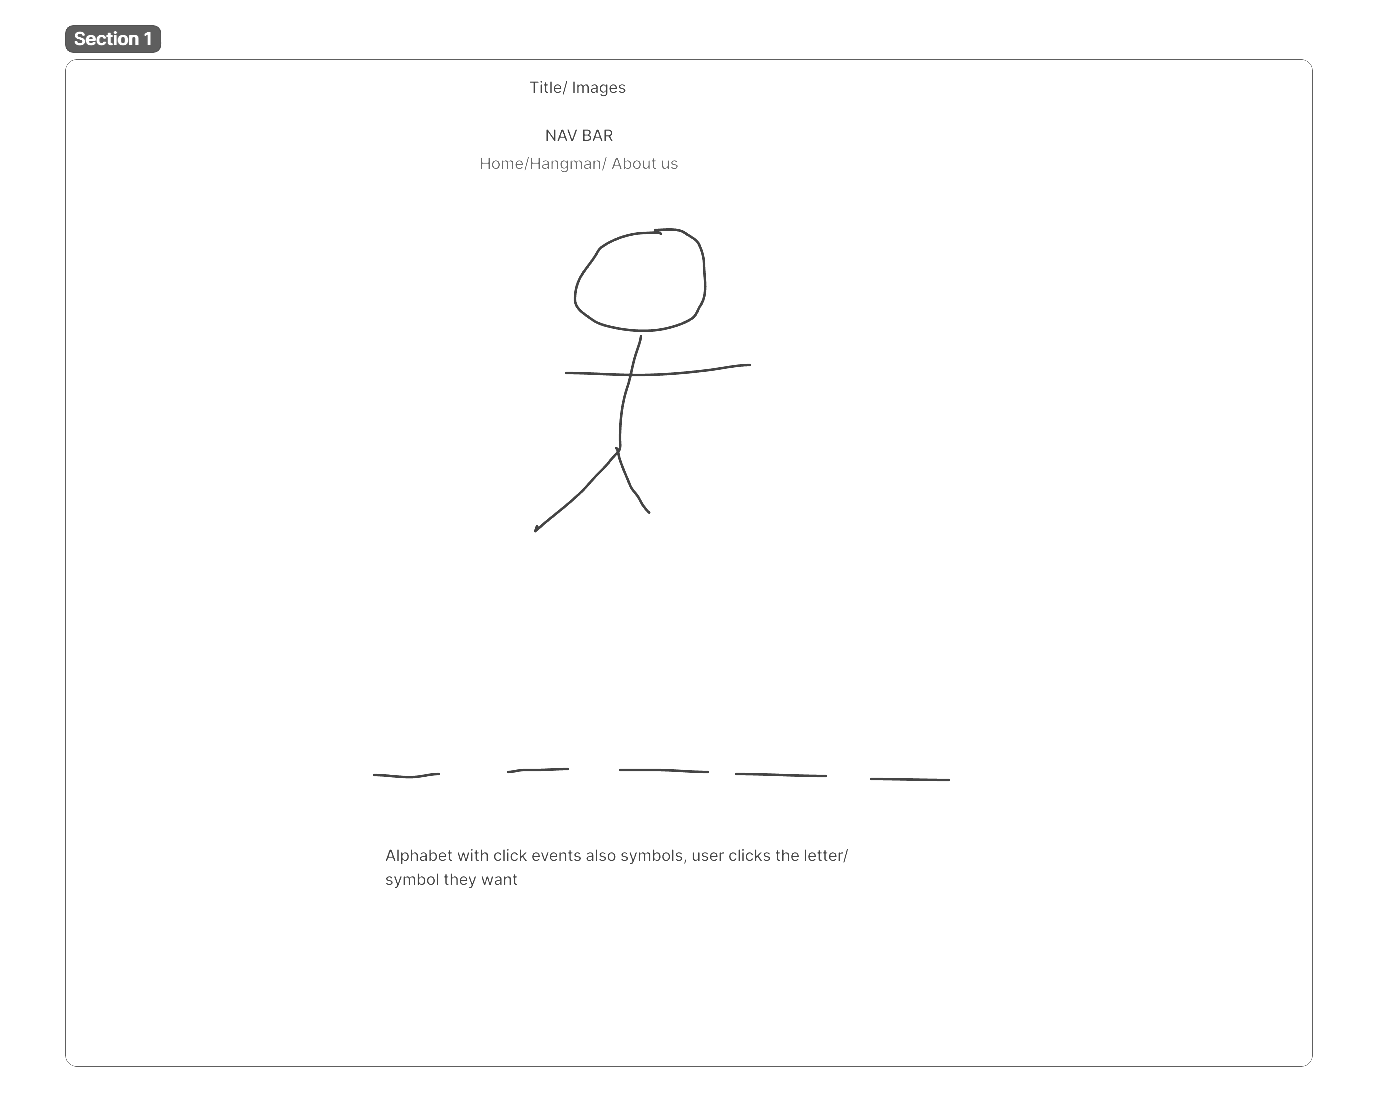 Section 1
Title/ Images
NAV BAR
Home/Hangman/ About us
Alphabet with click events also symbols, user clicks the letter/
symbol they want